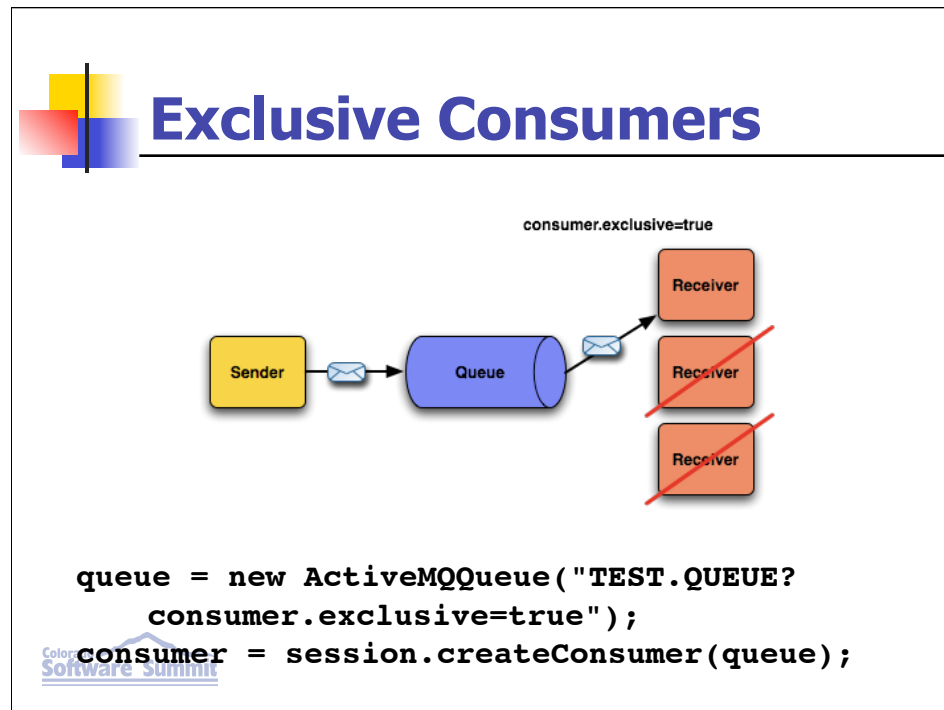 Exclusive Consumers
consumer.exclusive=true
Receiver
Sender
Queue
Receiver
Receiver
queue = new ActiveMQQueue("TEST.QUEUE?
consumer.exclusive=true");
consumer = session.createConsumer(queue);
Software Summit